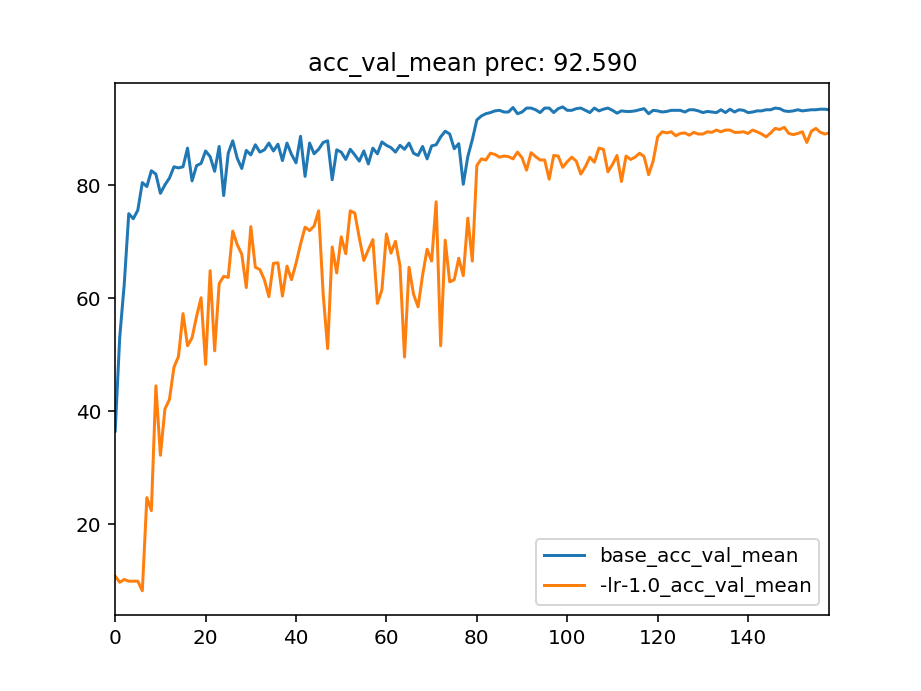 acc_val_mean prec: 92.590
80
60
40
20
base_acc_val_mean
-lr-1.0_acc_val_mean
0 20 40 60 80 100 120 140